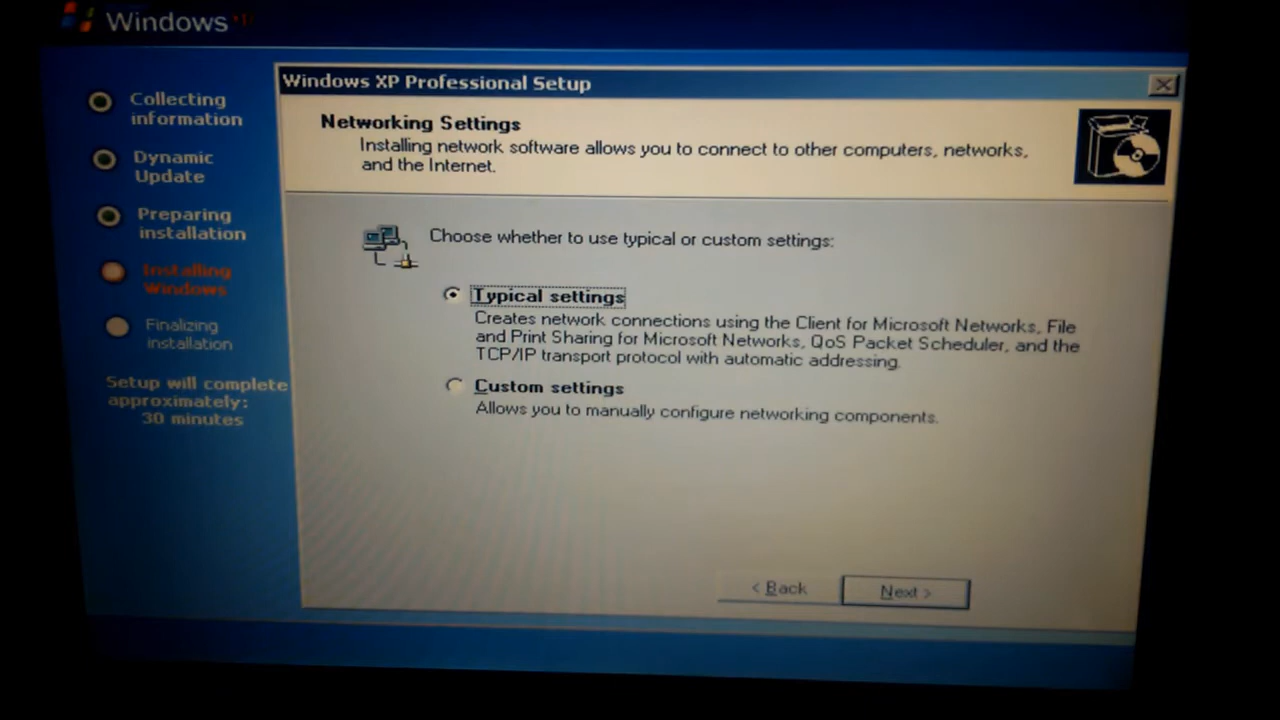 Windows XP
Windows XP Professional Setup
Collecting
information
Dynamic
Update
Preparing
installation
Installing
Windows
Finalizing
installation
Setup will complete
approximately:
30 minutes
Networking Settings
Installing network software allows you to connect to other computers, networks,
and the Internet.
Choose whether to use typical or custom settings:
Typical settings
Creates network connections using the Client for Microsoft Networks, File
and Print Sharing for Microsoft Networks, QoS Packet Scheduler, and the
TCP/IP transport protocol with automatic addressing.
Custom settings
Allows you to manually configure networking components.
< Back
Next >